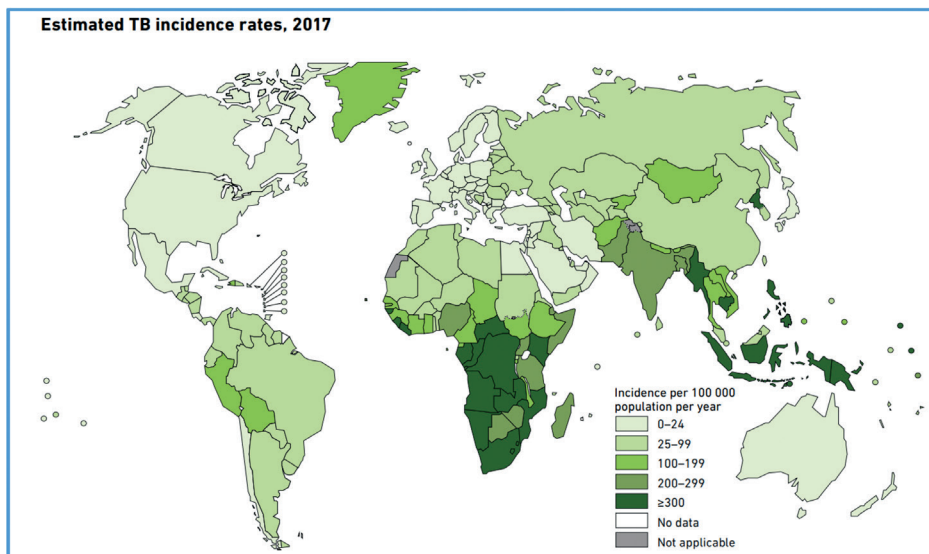 Estimated TB incidence rates, 2017
Incidence per 100 000
population per year
0–24
25–99
100–199
200–299
≥300
No data
Not applicable